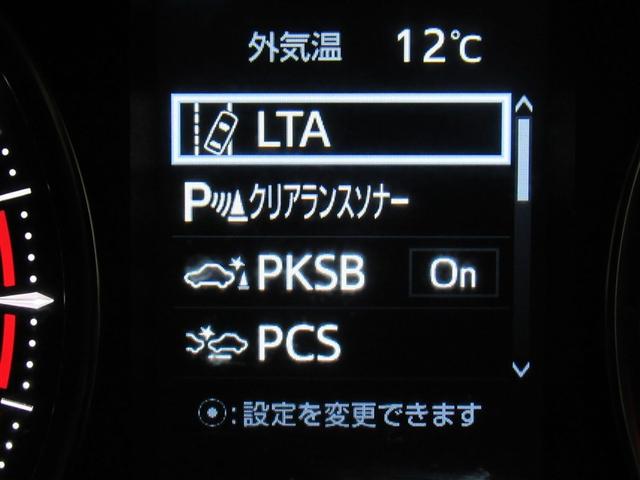 外気温 12℃
LTA
P クリアランスソナー
PKSB On
PCS
:設定を変更できます